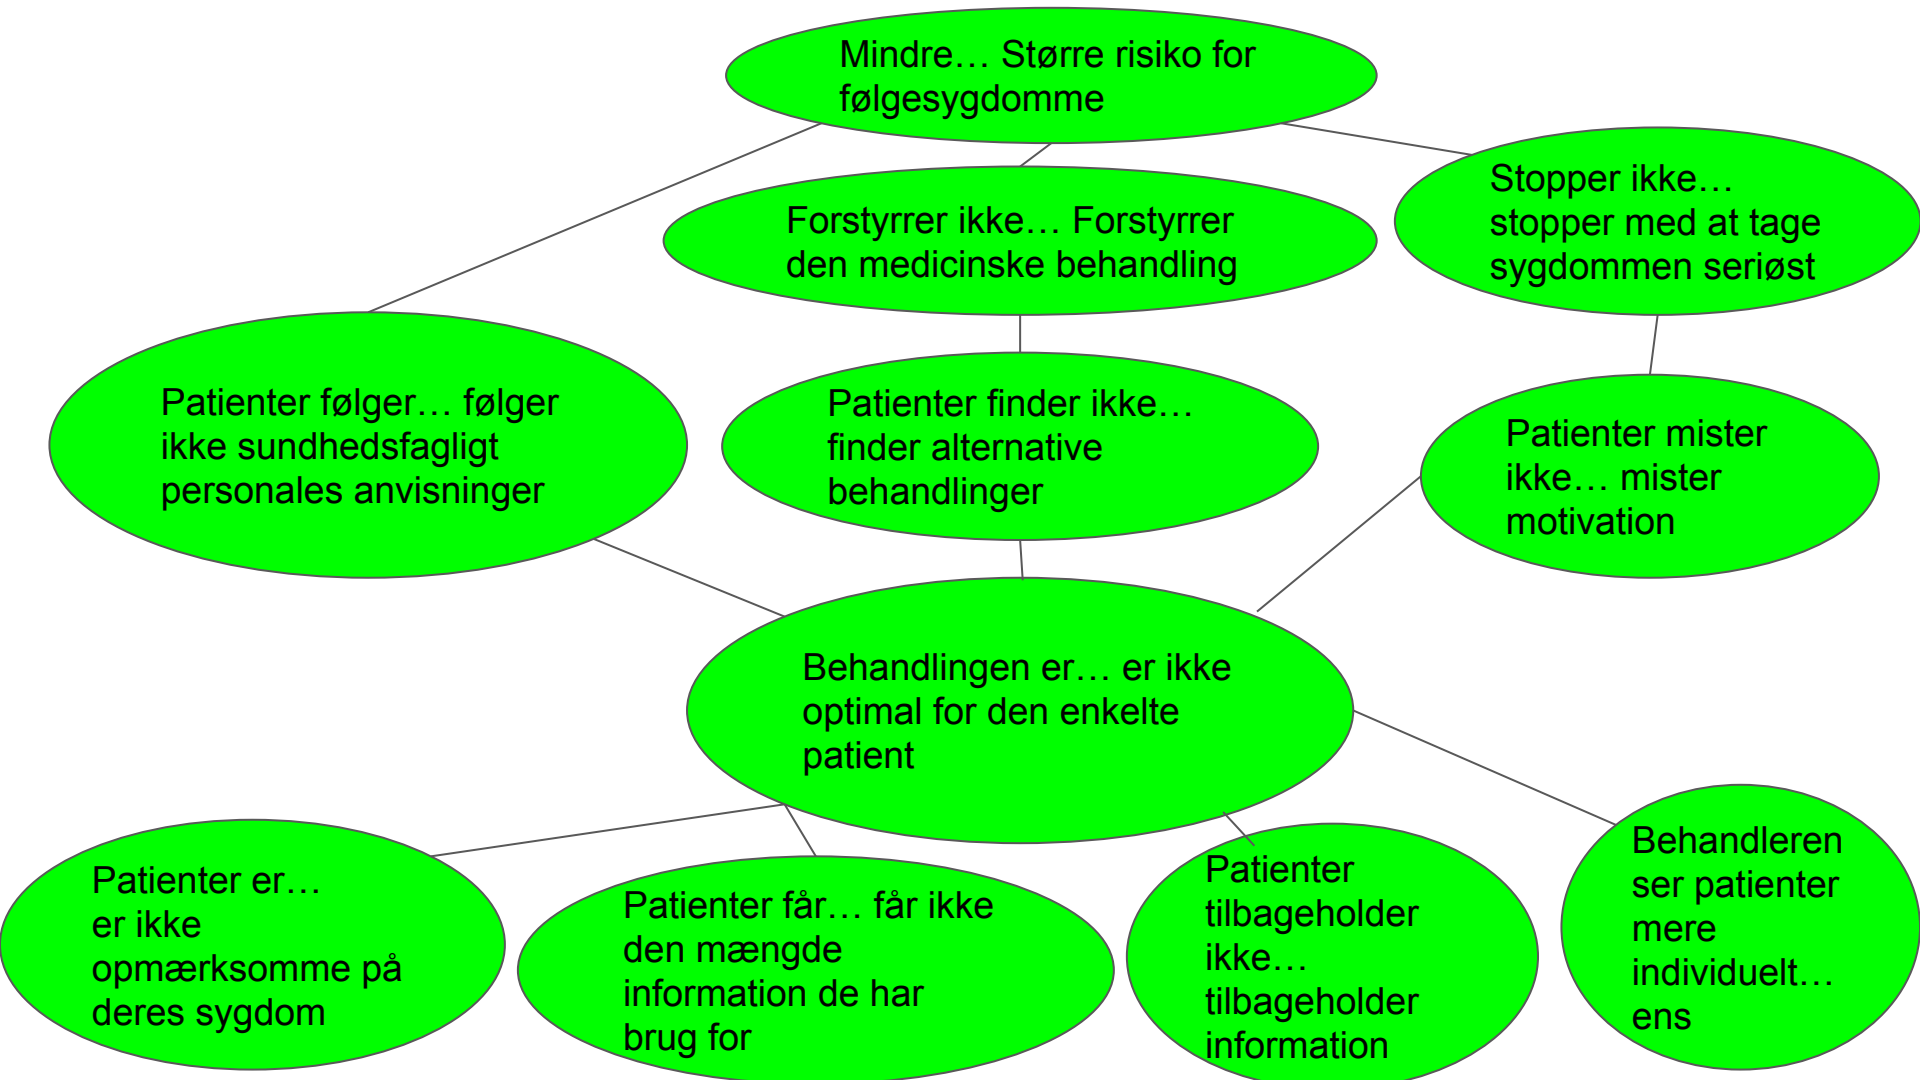 Mindre… Større risiko for
følgesygdomme
Forstyrrer ikke… Forstyrrer
den medicinske behandling
Stopper ikke…
stopper med at tage
sygdommen seriøst
Patienter følger… følger
ikke sundhedsfagligt
personales anvisninger
Patienter finder ikke…
finder alternative
behandlinger
Patienter mister
ikke… mister
motivation
Behandlingen er… er ikke
optimal for den enkelte
patient
Patienter er…
er ikke
opmærksomme på
deres sygdom
Patienter får… får ikke
den mængde
information de har
brug for
Patienter
tilbageholder
ikke…
tilbageholder
information
Behandleren
ser patienter
mere
individuelt…
ens